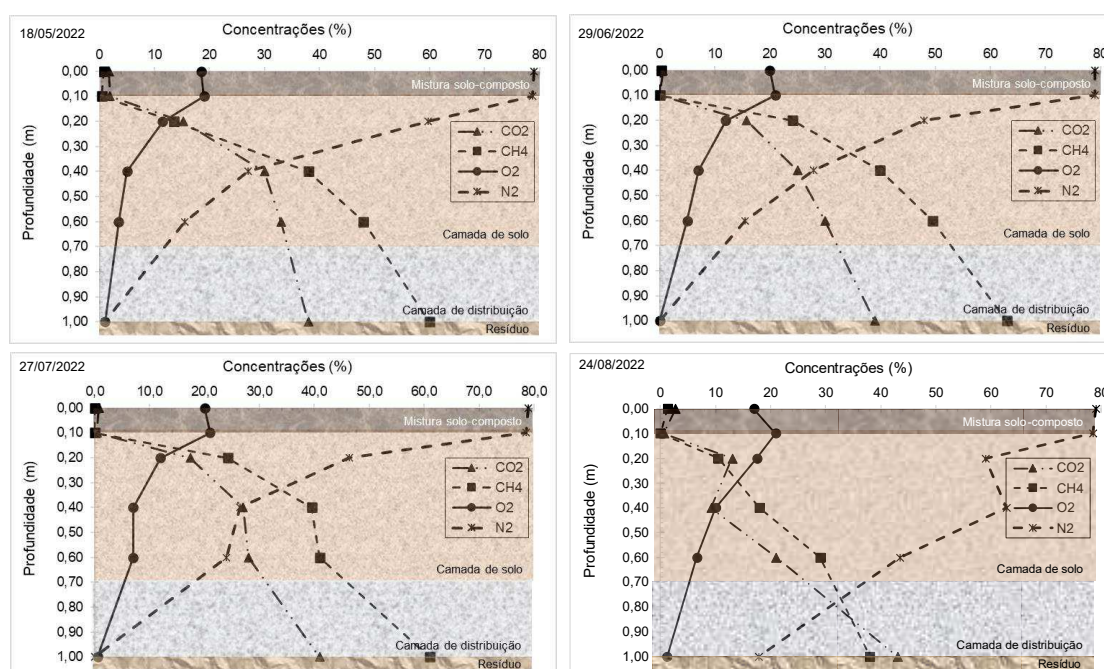 18/05/2022
Concentrações (%)
0 10 20 30 40 50 60 70 80
0,00
0,10
0,20
0,30
0,40
0,50
0,60
0,70
0,80
0,90
1,00
Profundidade (m)
Mistura solo-composto
CO2
CH4
O2
N2
Camada de solo
Camada de distribuição
Resíduo
29/06/2022
Concentrações (%)
0 10 20 30 40 50 60 70 80
0,00
0,10
0,20
0,30
0,40
0,50
0,60
0,70
0,80
0,90
1,00
Profundidade (m)
Mistura solo-composto
CO2
CH4
O2
N2
Camada de solo
Camada de distribuição
Resíduo
27/07/2022
Concentrações (%)
0,0 10,0 20,0 30,0 40,0 50,0 60,0 70,0 80,0
0,00
0,10
0,20
0,30
0,40
0,50
0,60
0,70
0,80
0,90
1,00
Profundidade (m)
Mistura solo-composto
CO2
CH4
O2
N2
Camada de solo
Camada de distribuição
Resíduo
24/08/2022
Concentrações (%)
0 10 20 30 40 50 60 70 80
0,00
0,10
0,20
0,30
0,40
0,50
0,60
0,70
0,80
0,90
1,00
Profundidade (m)
Mistura solo-composto
CO2
CH4
O2
N2
Camada de solo
Camada de distribuição
Resíduo